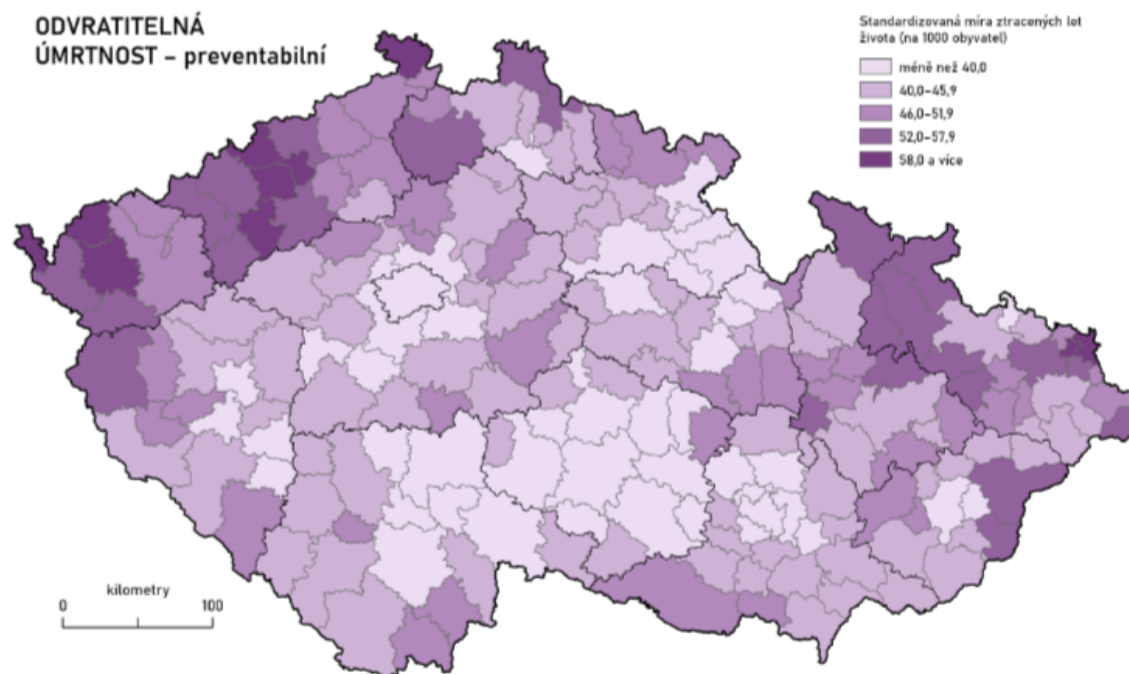 ODVRATITELNÁ
ÚMRTNOST – preventabilní
Standardizovaná míra ztracených let
života (na 1000 obyvatel)
méně než 40,0
40,0–45,9
46,0–51,9
52,0–57,9
58,0 a více
kilometry
0 100